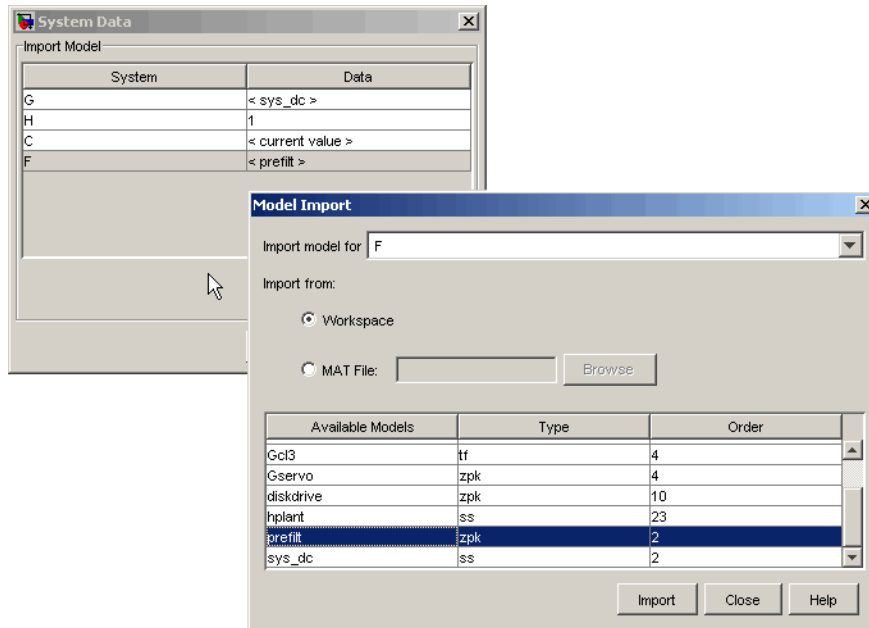 System Data
Import Model
System Data
G < sys_dc >
H 1
C < current value >
F < prefilt >
Model Import
Import model for F
Import from:
Workspace
MAT File: Browse
Available Models Type Order
Gcl3 tf 4
Gservo zpk 4
diskdrive zpk 10
hplant ss 23
prefilt zpk 2
sys_dc ss 2
Import Close Help